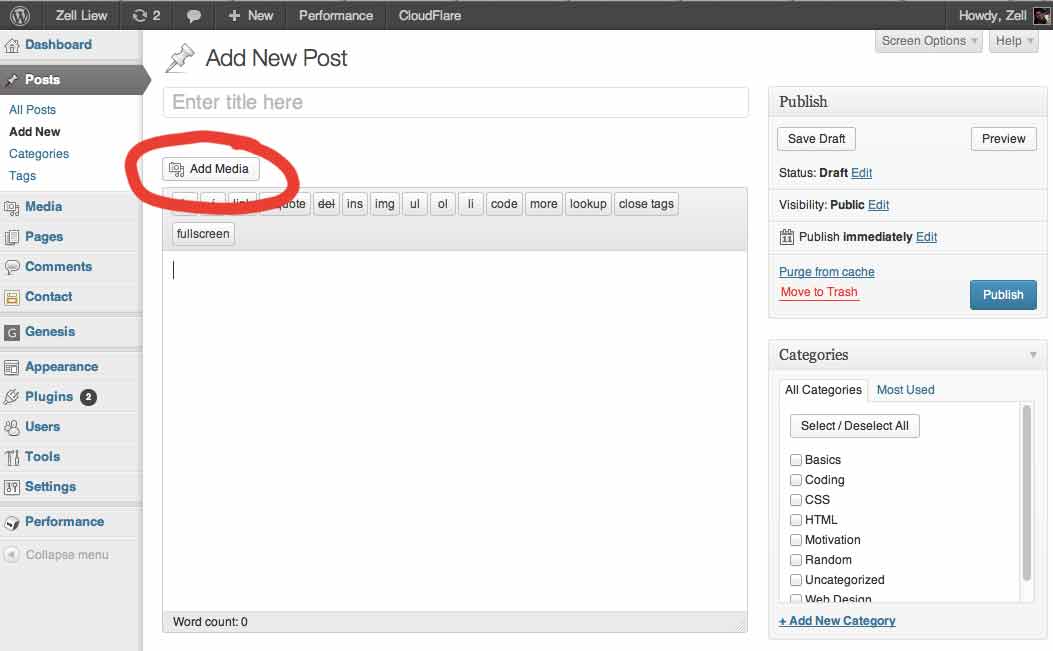 Zell Liew 2 + New Performance CloudFlare Howdy, Zell
Screen Options Help
Dashboard
Posts
All Posts
Add New
Categories
Tags
Media
Pages
Comments
Contact
G Genesis
Appearance
Plugins 2
Users
Tools
Settings
Performance
Collapse menu
Add New Post
Enter title here
Add Media
link del ins img ul ol li code more lookup close tags
fullscreen
Word count: 0
Publish
Save Draft Preview
Status: Draft Edit
Visibility: Public Edit
11 Publish immediately Edit
Purge from cache
Move to Trash
Publish
Categories
All Categories Most Used
Select / Deselect All
Basics
Coding
CSS
HTML
Motivation
Random
Uncategorized
Web Design
+ Add New Category